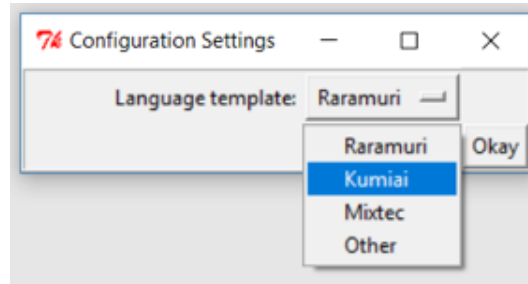 Configuration Settings
Language template: Raramuri
Raramuri
Okay
Kumiai
Mixtec
Other